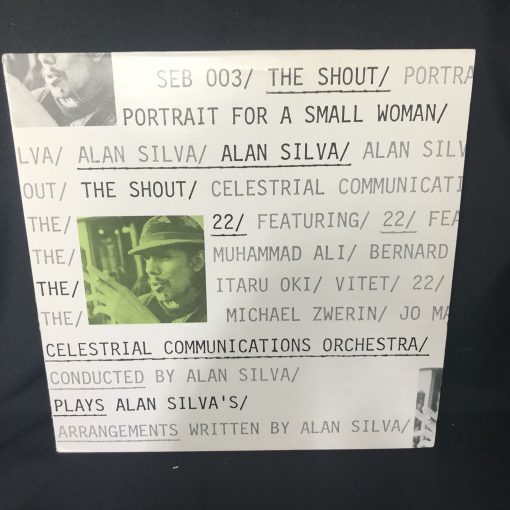 SEB 003/ THE SHOUT/ PORTRA
PORTRAIT FOR A SMALL WOMAN/
LVA/ ALAN SILVA/ ALAN SILVA/ ALAN SILV
OUT/ THE SHOUT/ CELESTRIAL COMMUNICATI
THE/ 22/ FEATURING/ 22/ FEA
THE/ MUHAMMAD ALI/ BERNARD
THE/ ITARU OKI/ VITET/ 22/
THE/ MICHAEL ZWERIN/ JO MA
CELESTRIAL COMMUNICATIONS ORCHESTRA/
CONDUCTED BY ALAN SILVA/
PLAYS ALAN SILVA'S/
ARRANGEMENTS WRITTEN BY ALAN SILVA/